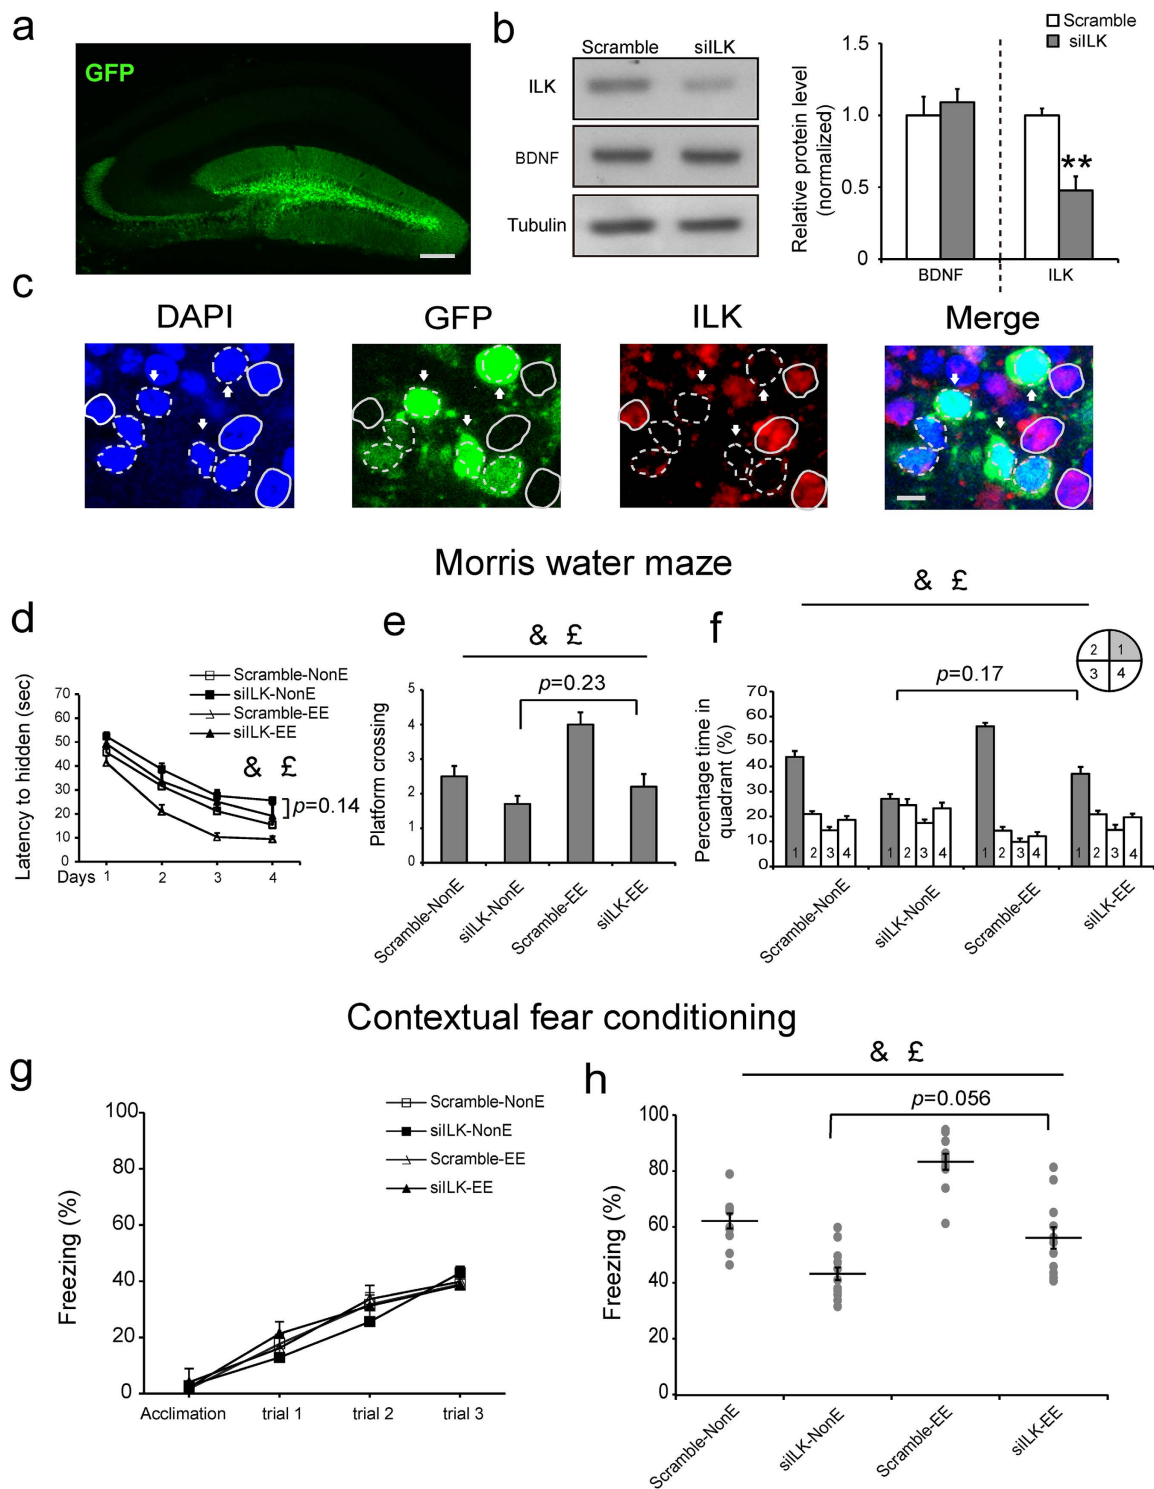 a
GFP
b
Scramble siILK
ILK
BDNF
Tubulin
Scramble
siILK
Relative protein level
(normalized)
1.5
1.0
0.5
0
**
BDNF ILK
c
DAPI GFP ILK Merge
Morris water maze
d
Scramble-NonE
siILK-NonE
Scramble-EE
siILK-EE
Latency to hidden (sec)
70
60
50
40
30
20
10
0
& £
p=0.14
Days 1 2 3 4
e
& £
p=0.23
Platform crossing
5
4
3
2
1
0
Scramble-NonE
siILK-NonE
Scramble-EE
siILK-EE
f
& £
2 1
3 4
p=0.17
Percentage time in
quadrant (%)
70
60
50
40
30
20
10
0
1 2 3 4 1 2 3 4 1 2 3 4 1 2 3 4
Scramble-NonE
siILK-NonE
Scramble-EE
siILK-EE
Contextual fear conditioning
g
Scramble-NonE
siILK-NonE
Scramble-EE
siILK-EE
Freezing (%)
100
80
60
40
20
0
Acclimation trial 1 trial 2 trial 3
h
& £
p=0.056
Freezing (%)
100
80
60
40
20
0
Scramble-NonE
siILK-NonE
Scramble-EE
siILK-EE